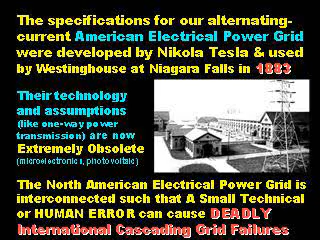 The specifications for our alternating-
current American Electrical Power Grid
were developed by Nikola Tesla & used
by Westinghouse at Niagara Falls in 1883
Their technology
and assumptions
(like one-way power
transmission) are now
Extremely Obsolete
(microelectronics, photovoltaic)
The North American Electrical Power Grid is
interconnected such that A Small Technical
or HUMAN ERROR can cause DEADLY
International Cascading Grid Failures